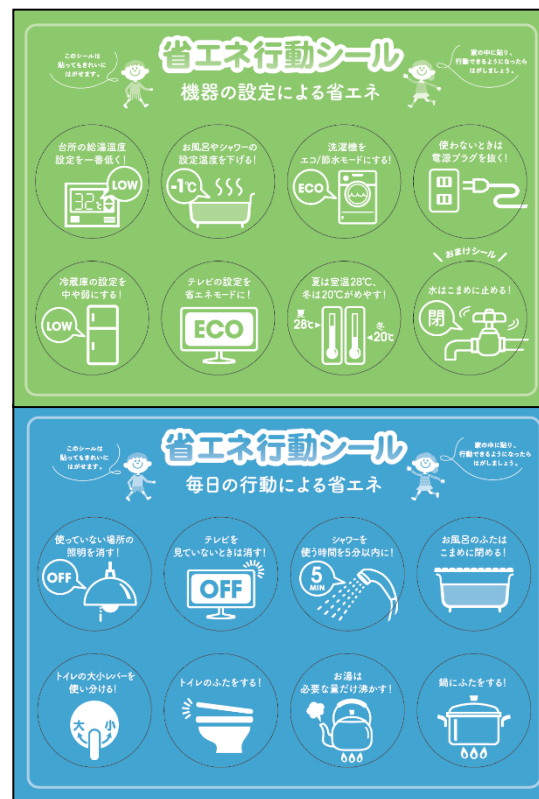 このシールは
貼ってもきれいに
はがせます。
省エネ行動シール
機器の設定による省エネ
家の中に貼り、
行動できるようになったら
はがしましょう。
台所の給湯温度
設定を一番低く!
32℃
LOW
お風呂やシャワーの
設定温度を下げる!
-1℃
洗濯機を
エコ/節水モードにする!
ECO
使わないときは
電源プラグを抜く!
冷蔵庫の設定を
中や弱にする!
LOW
テレビの設定を
省エネモードに!
ECO
夏は室温28℃、
冬は20℃がめやす!
夏
28℃
冬
20℃
おまけシール
水はこまめに止める!
閉
このシールは
貼ってもきれいに
はがせます。
省エネ行動シール
毎日の行動による省エネ
家の中に貼り、
行動できるようになったら
はがしましょう。
使っていない場所の
照明を消す!
OFF
テレビを
見ていないときは消す!
OFF
シャワーを
使う時間を5分以内に!
5
MIN
お風呂のふたは
こまめに閉める!
トイレの大小レバーを
使い分ける!
大 小
トイレのふたをする!
お湯は
必要な量だけ沸かす!
鍋にふたをする!